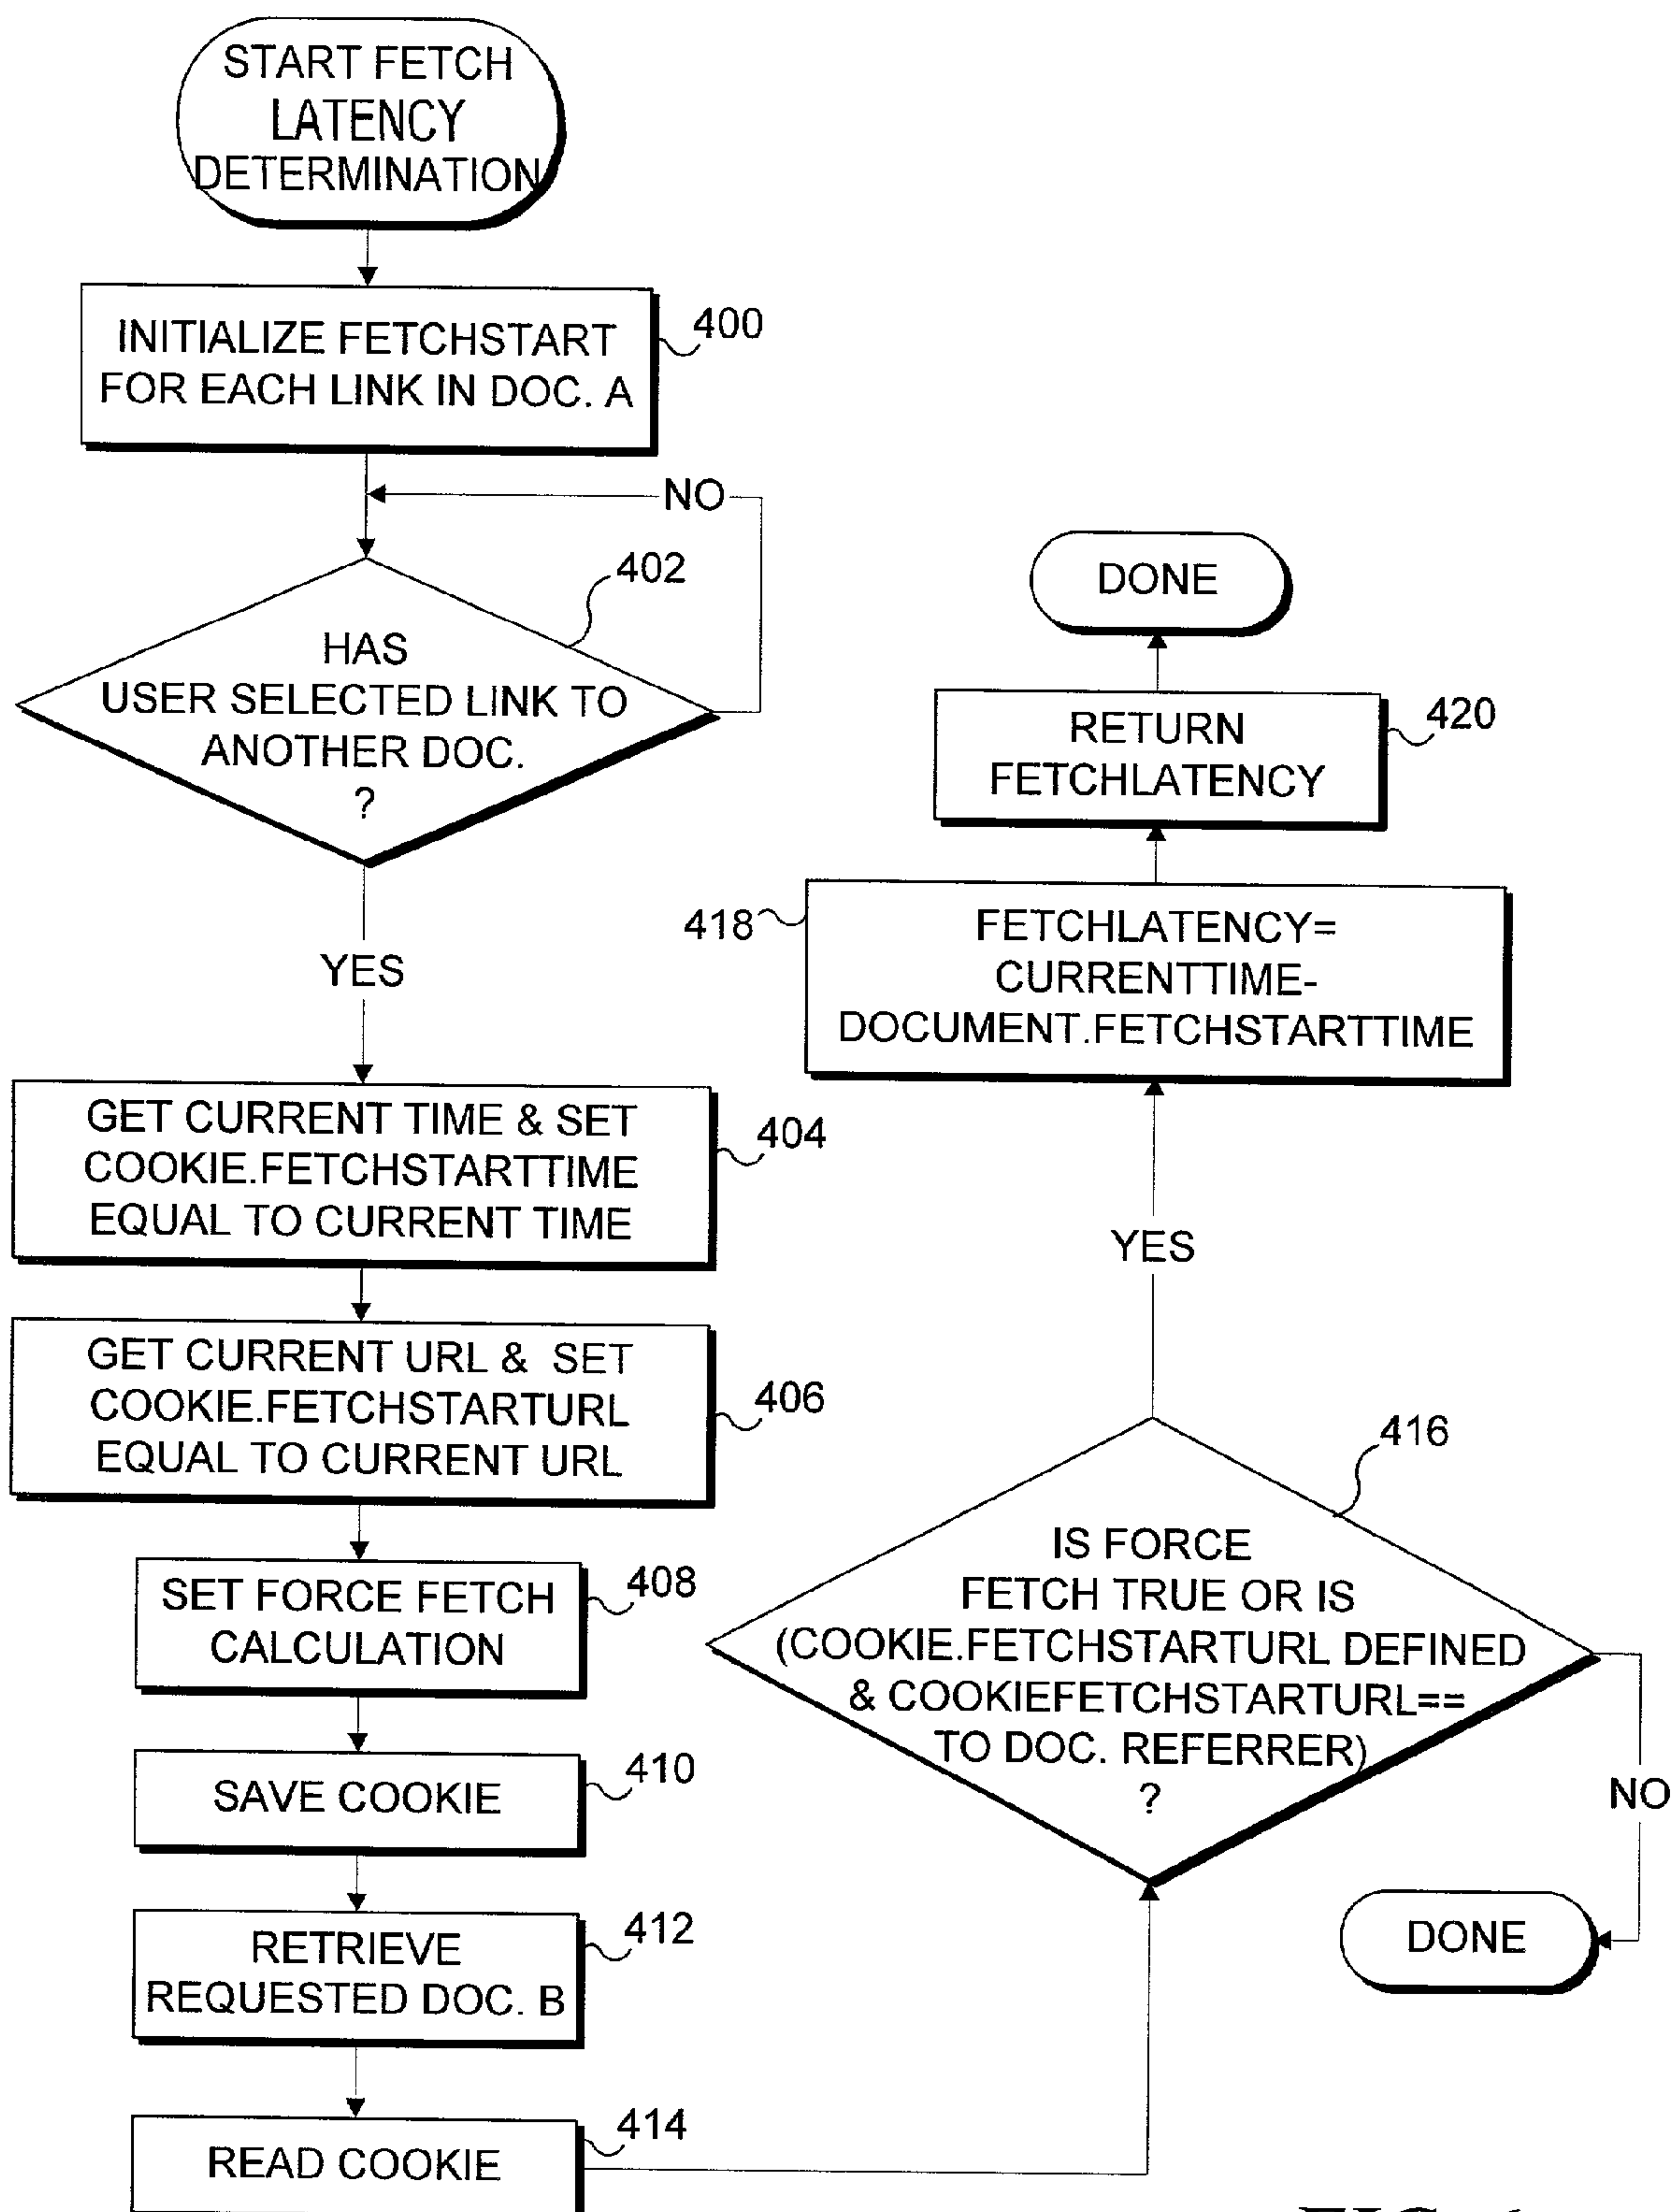 START FETCH
LATENCY
DETERMINATION
INITIALIZE FETCHSTART
FOR EACH LINK IN DOC. A
400
NO
402
HAS
USER SELECTED LINK TO
ANOTHER DOC.
?
YES
GET CURRENT TIME & SET
COOKIE.FETCHSTARTTIME
EQUAL TO CURRENT TIME
404
GET CURRENT URL & SET
COOKIE.FETCHSTARTURL
EQUAL TO CURRENT URL
406
SET FORCE FETCH
CALCULATION
408
SAVE COOKIE
410
RETRIEVE
REQUESTED DOC. B
412
READ COOKIE
414
416
IS FORCE
FETCH TRUE OR IS
(COOKIE.FETCHSTARTURL DEFINED
& COOKIEFETCHSTARTURL==
TO DOC. REFERRER)
?
NO
DONE
YES
418
FETCHLATENCY=
CURRENTTIME-
DOCUMENT.FETCHSTARTTIME
RETURN
FETCHLATENCY
420
DONE